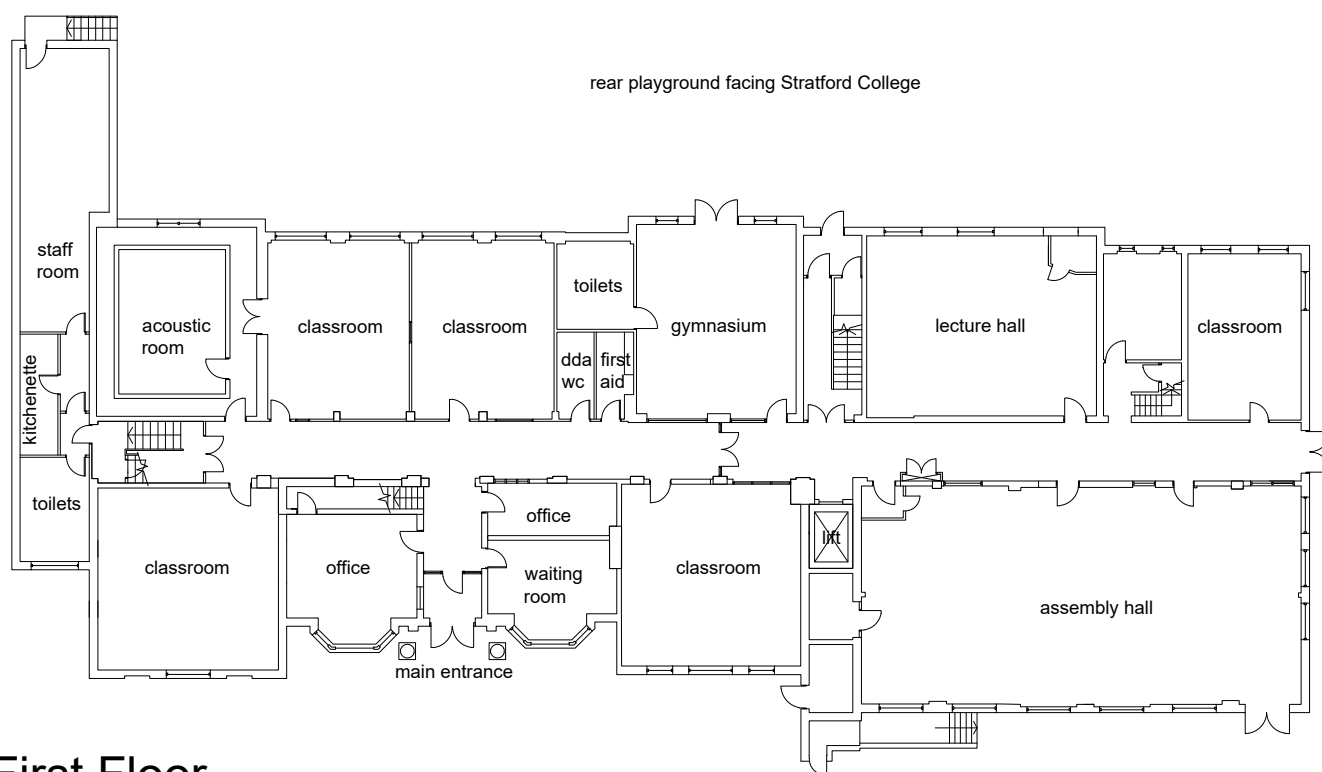 rear playground facing Stratford College
staff
room
toilets
acoustic
room
classroom
classroom
gymnasium
lecture hall
classroom
dda
wc
first
aid
kitchenette
toilets
office
lift
classroom
office
waiting
room
classroom
assembly hall
main entrance
First Floor